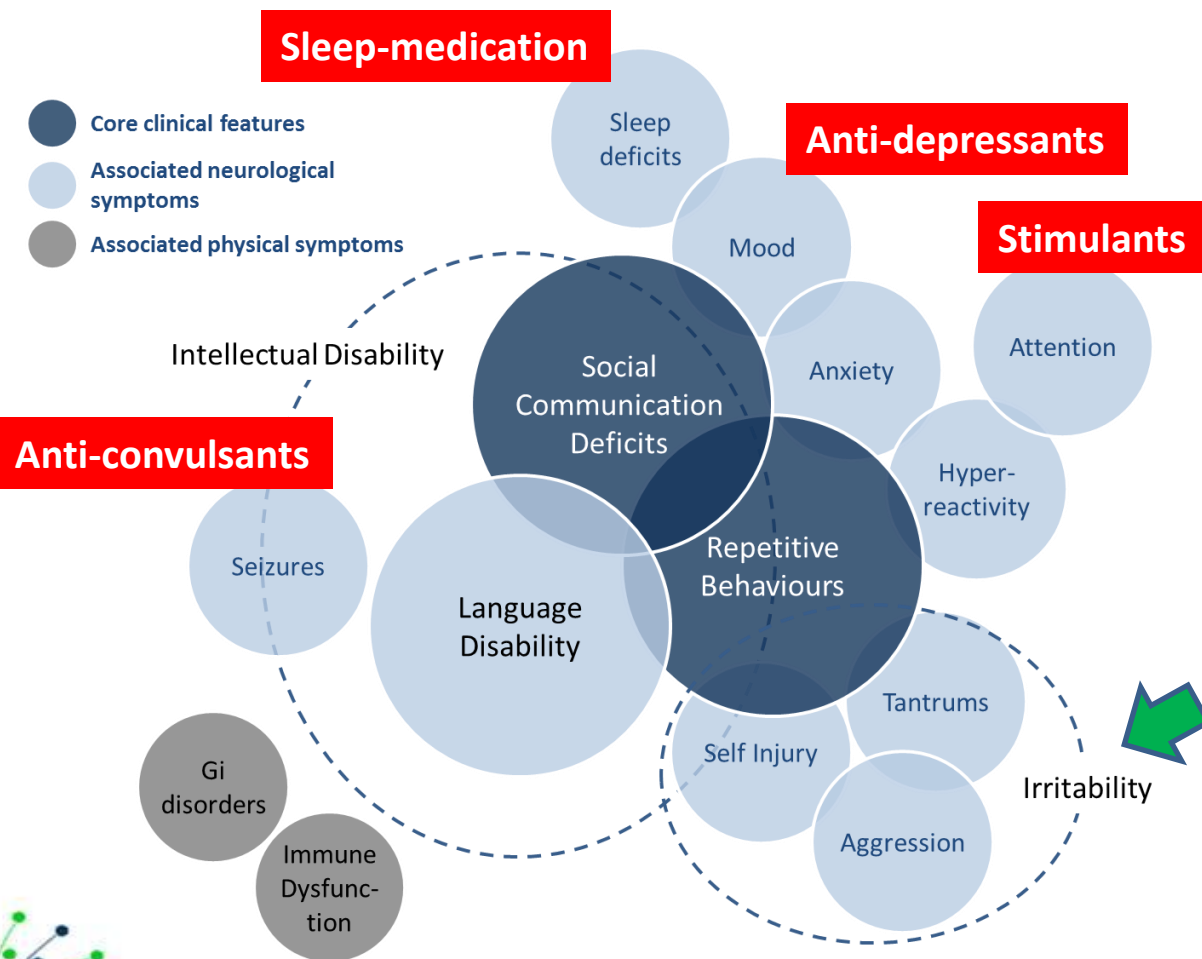 Sleep-medication
Core clinical features
Associated neurological
symptoms
Associated physical symptoms
Sleep
deficits
Anti-depressants
Mood
Stimulants
Intellectual Disability
Social
Communication
Deficits
Anxiety
Attention
Anti-convulsants
Hyper-
reactivity
Seizures
Repetitive
Behaviours
Language
Disability
Tantrums
Self Injury
Irritability
Gi
disorders
Aggression
Immune
Dysfunc-
tion